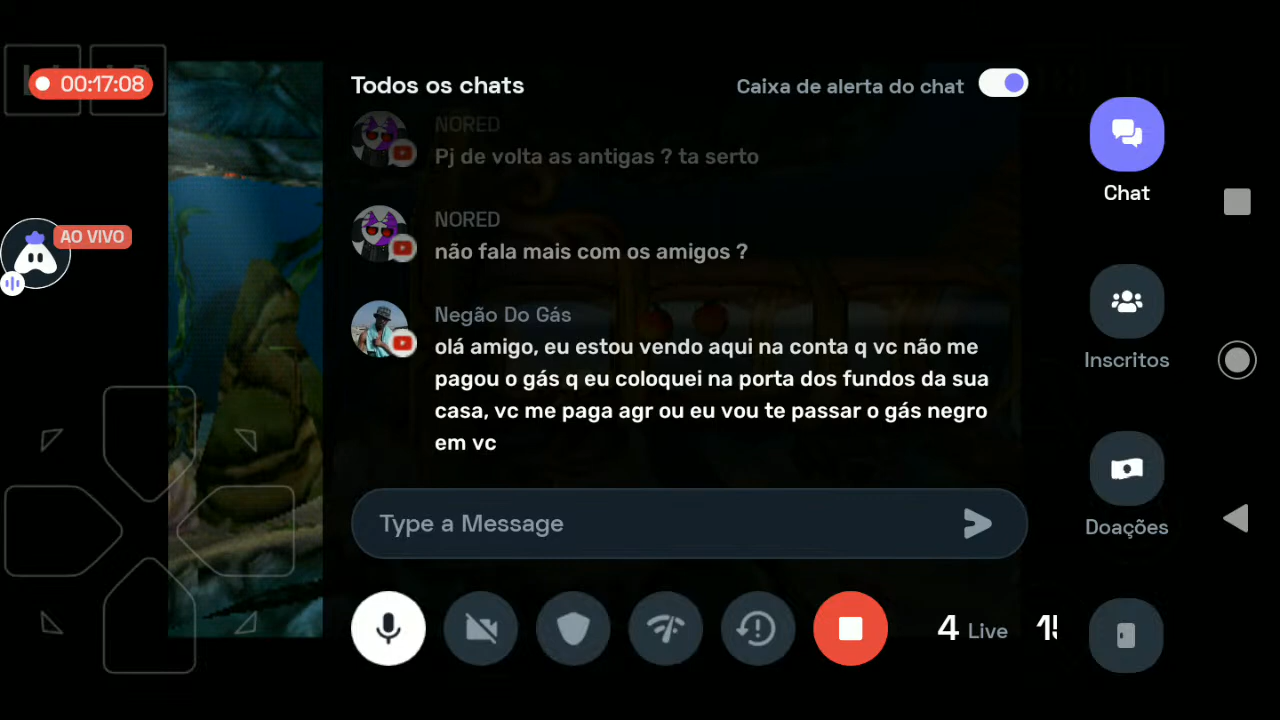 00:17:08
Todos os chats
Caixa de alerta do chat
NORED
Pj de volta as antigas ? ta serto
Chat
NORED
não fala mais com os amigos ?
AO VIVO
Negão Do Gás
olá amigo, eu estou vendo aqui na conta q vc não me
pagou o gás q eu coloquei na porta dos fundos da sua
casa, vc me paga agr ou eu vou te passar o gás negro
em vc
Inscritos
Type a Message
Doações
4 Live